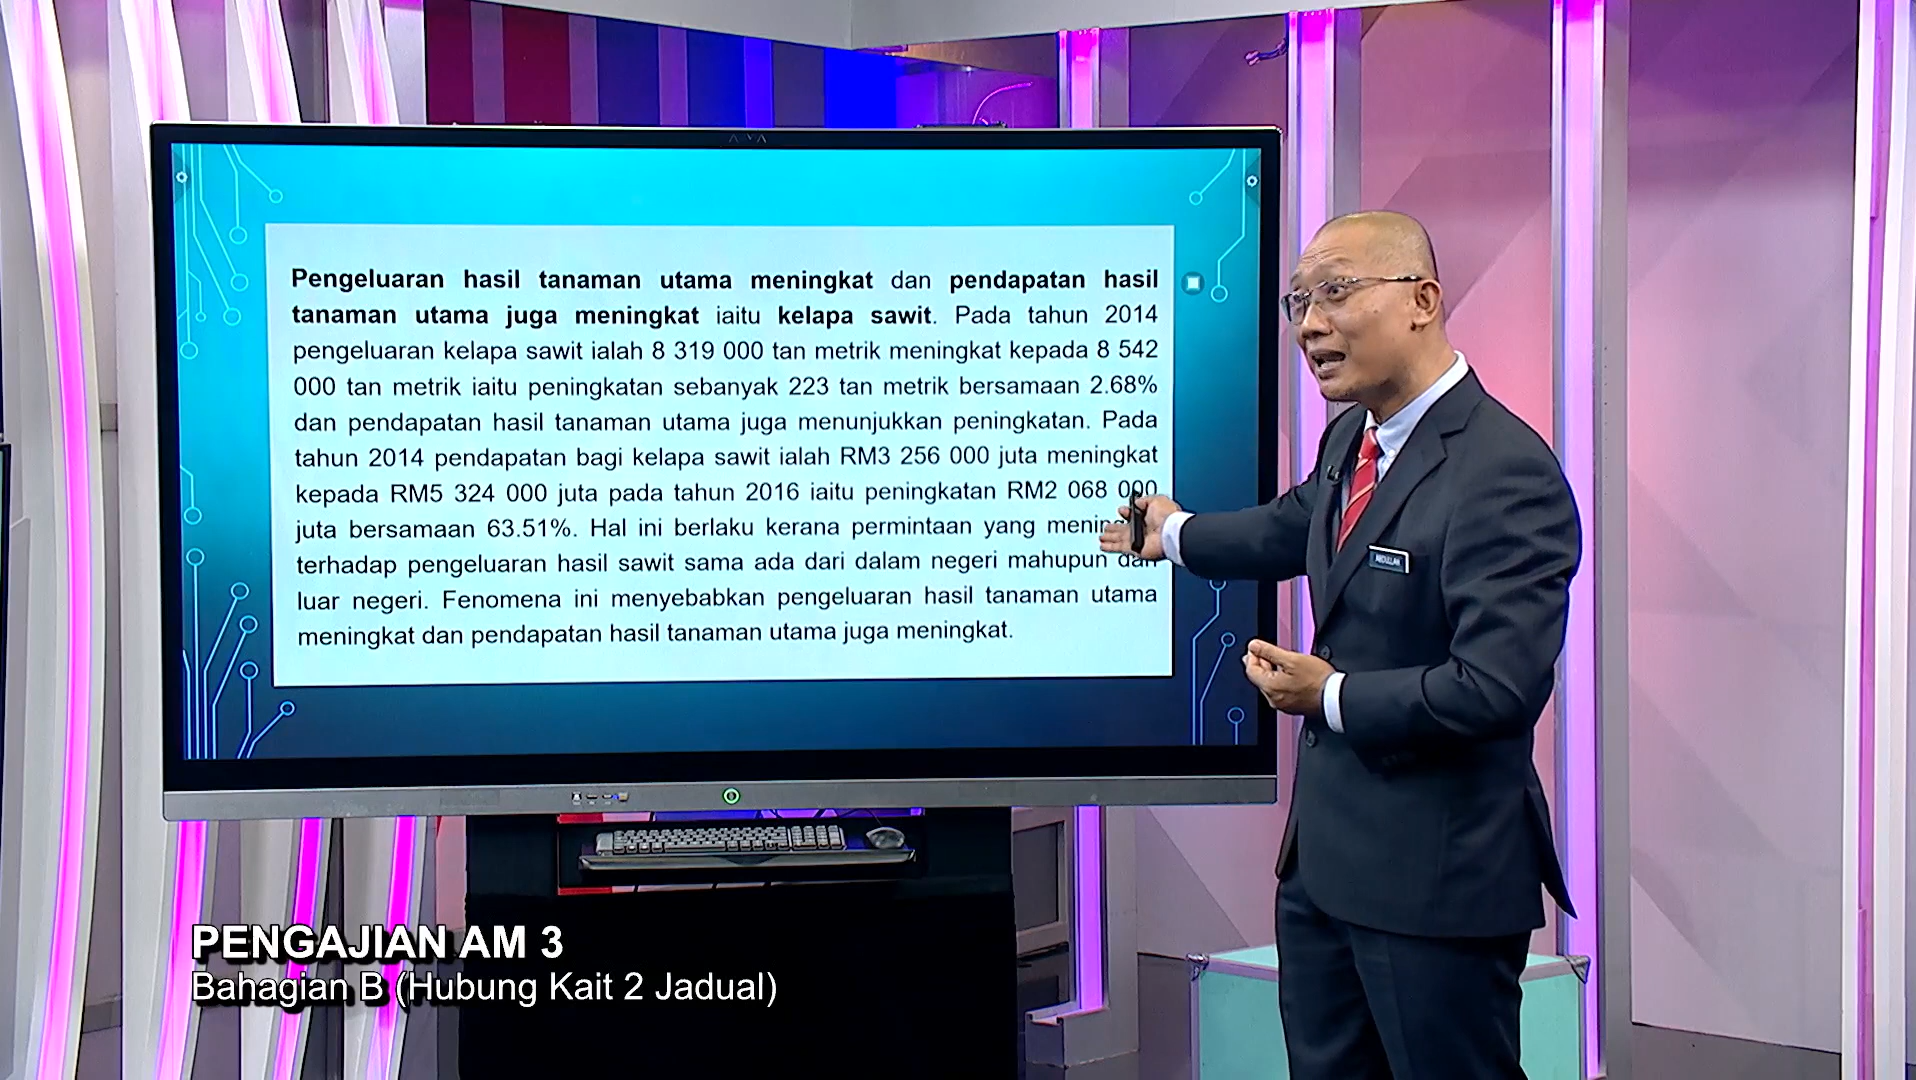 Pengeluaran hasil tanaman utama meningkat dan pendapatan hasil
tanaman utama juga meningkat iaitu kelapa sawit. Pada tahun 2014
pengeluaran kelapa sawit ialah 8 319 000 tan metrik meningkat kepada 8 542
000 tan metrik iaitu peningkatan sebanyak 223 tan metrik bersamaan 2.68%
dan pendapatan hasil tanaman utama juga menunjukkan peningkatan. Pada
tahun 2014 pendapatan bagi kelapa sawit ialah RM3 256 000 juta meningkat
kepada RM5 324 000 juta pada tahun 2016 iaitu peningkatan RM2 068 000
juta bersamaan 63.51%. Hal ini berlaku kerana permintaan yang
terhadap pengeluaran hasil sawit sama ada dari dalam negeri mahupun dari
luar negeri. Fenomena ini menyebabkan pengeluaran hasil tanaman utama
meningkat dan pendapatan hasil tanaman utama juga meningkat.
ABDULLAH
PENGAJIAN AM 3
Bahagian B (Hubung Kait 2 Jadual)